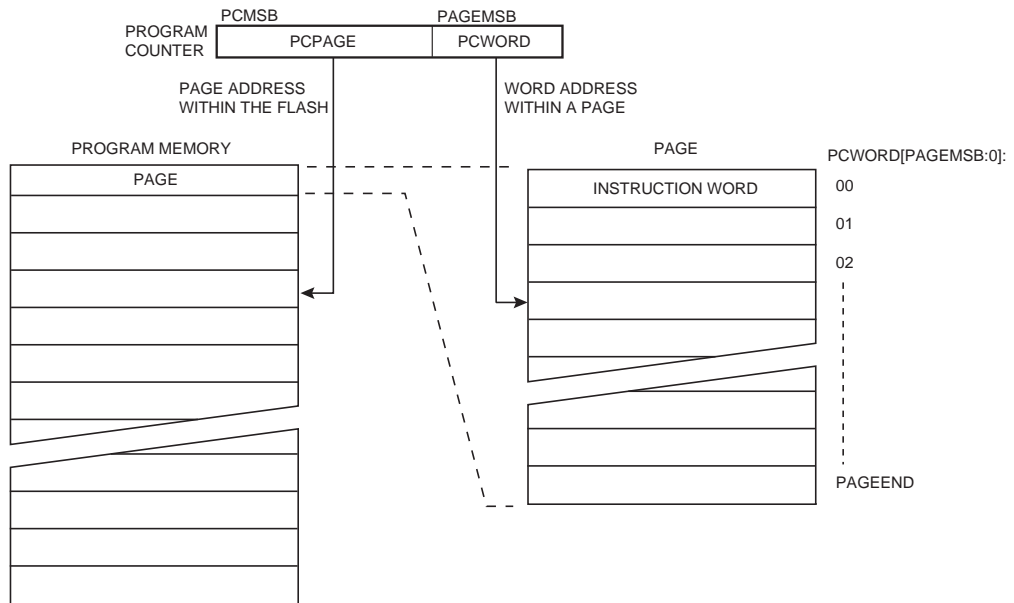 PCMSB PAGEMSB
PROGRAM
COUNTER
PCPAGE PCWORD
PAGE ADDRESS
WITHIN THE FLASH
WORD ADDRESS
WITHIN A PAGE
PROGRAM MEMORY
PAGE
PAGE
INSTRUCTION WORD
PCWORD[PAGEMSB:0]:
00
01
02
PAGEEND